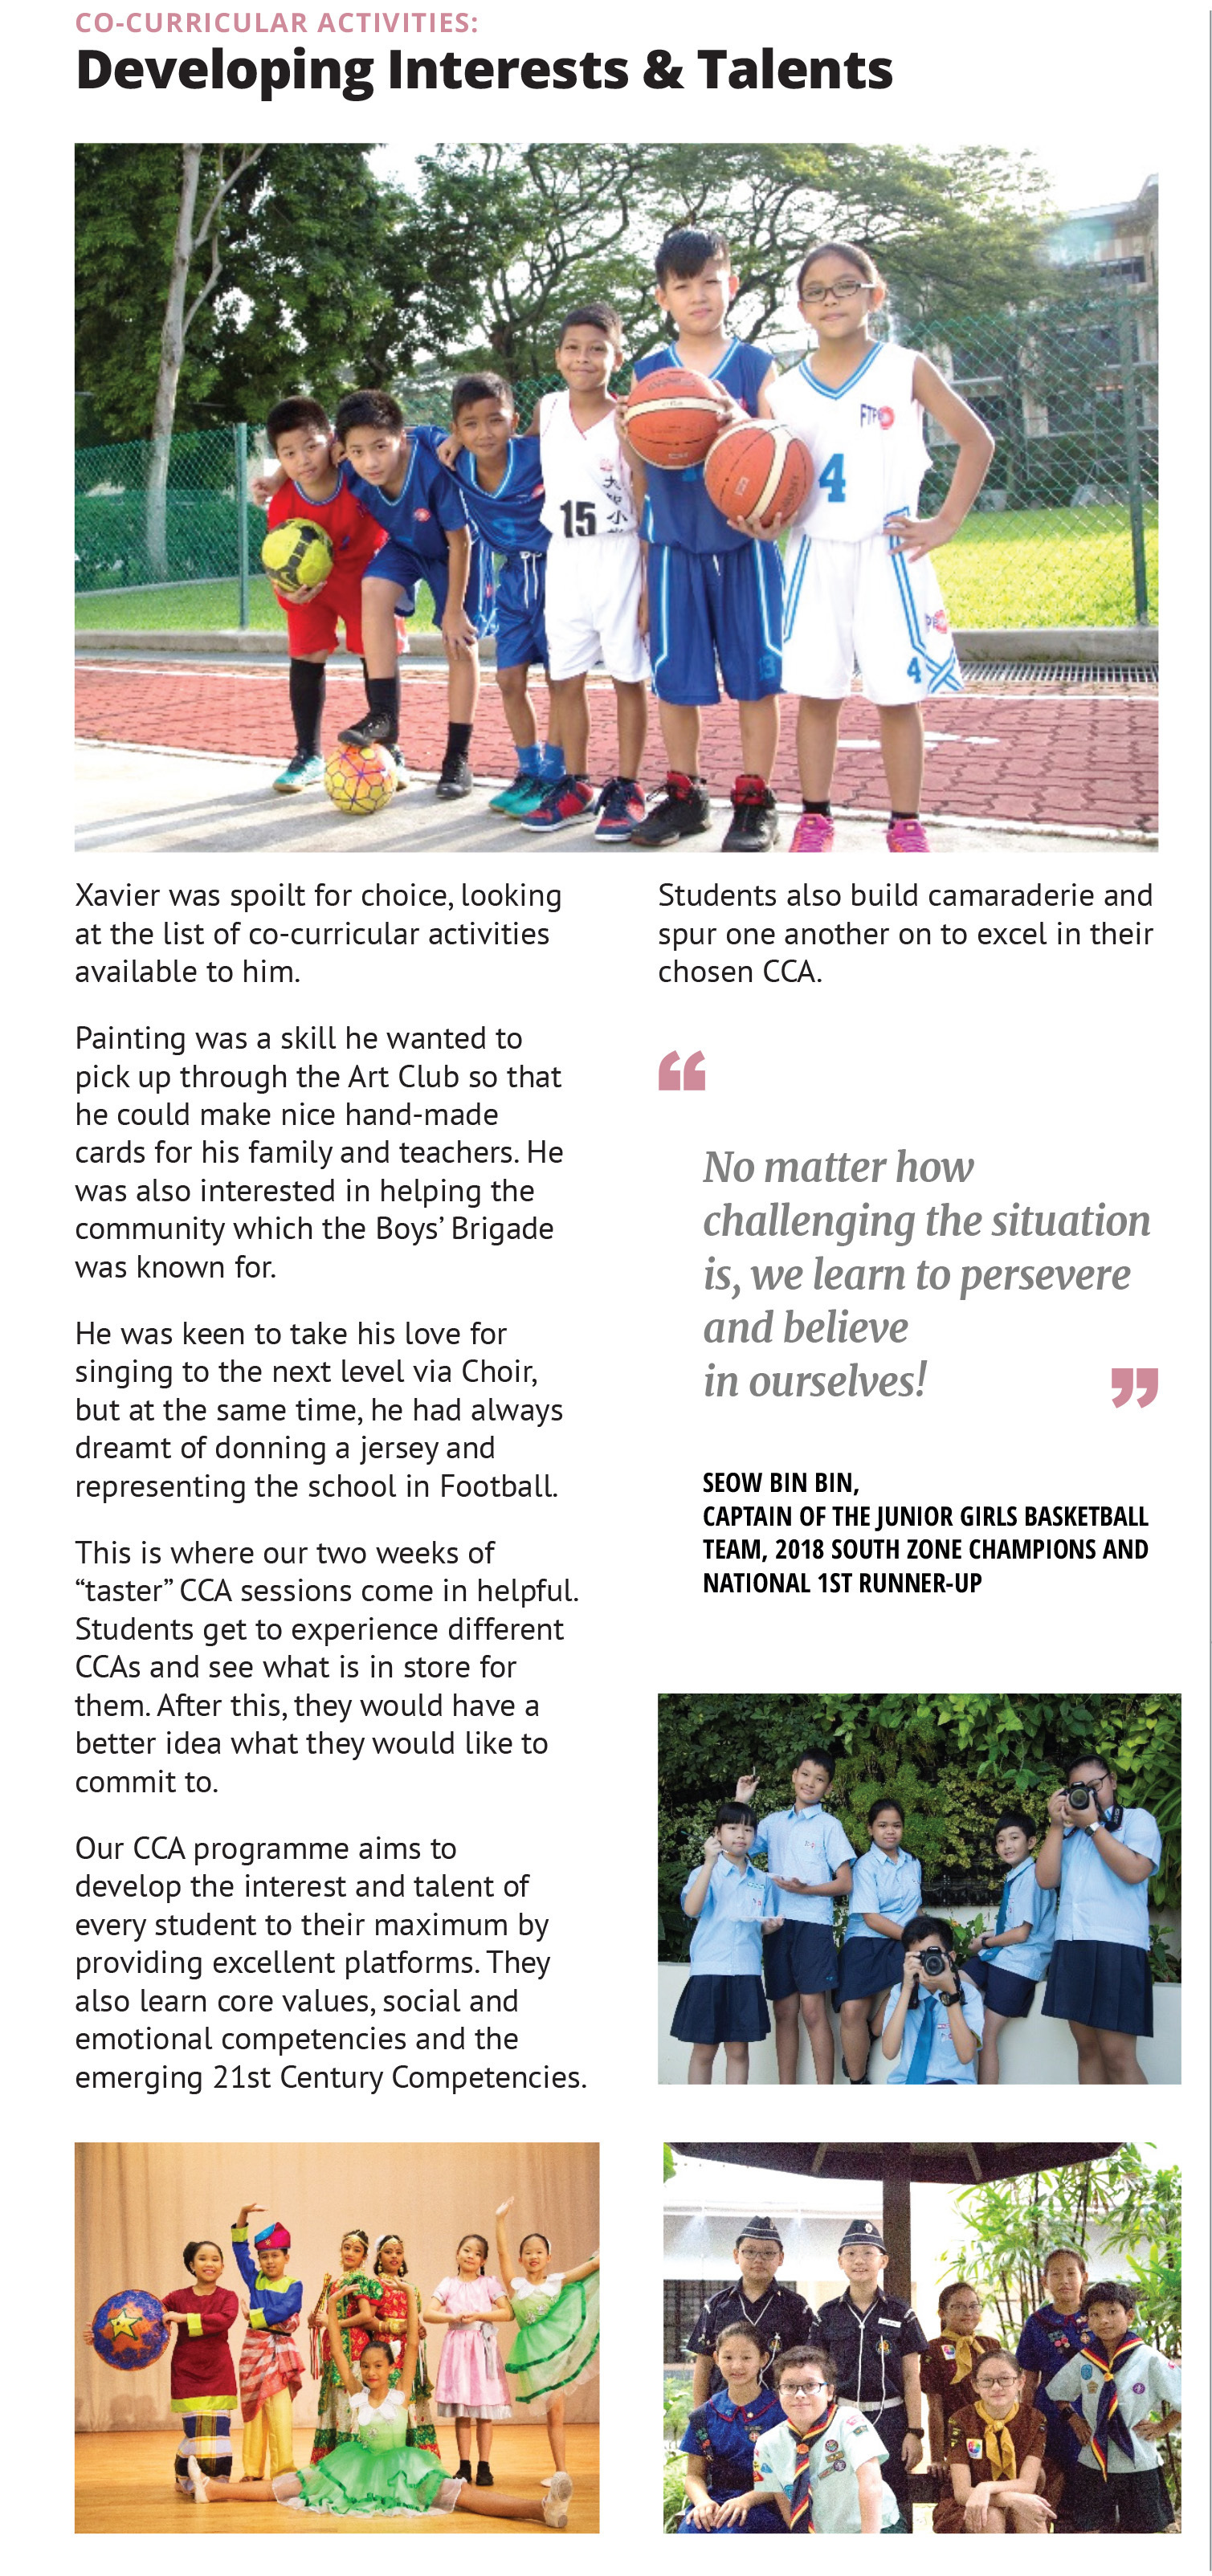 CO-CURRICULAR ACTIVITIES:
Developing Interests & Talents
FTP
15
大
小
4
3
4
Xavier was spoilt for choice, looking
at the list of co-curricular activities
available to him.
Painting was a skill he wanted to
pick up through the Art Club so that
he could make nice hand-made
cards for his family and teachers. He
was also interested in helping the
community which the Boys’ Brigade
was known for.
He was keen to take his love for
singing to the next level via Choir,
but at the same time, he had always
dreamt of donning a jersey and
representing the school in Football.
This is where our two weeks of
“taster” CCA sessions come in helpful.
Students get to experience different
CCAs and see what is in store for
them. After this, they would have a
better idea what they would like to
commit to.
Our CCA programme aims to
develop the interest and talent of
every student to their maximum by
providing excellent platforms. They
also learn core values, social and
emotional competencies and the
emerging 21st Century Competencies.
Students also build camaraderie and
spur one another on to excel in their
chosen CCA.
“
No matter how
challenging the situation
is, we learn to persevere
and believe
in ourselves!
”
SEOW BIN BIN,
CAPTAIN OF THE JUNIOR GIRLS BASKETBALL
TEAM, 2018 SOUTH ZONE CHAMPIONS AND
NATIONAL 1ST RUNNER-UP